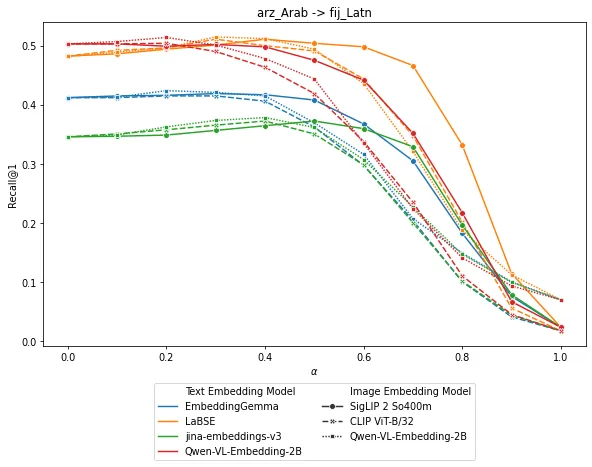 arz_Arab -> fij_Latn
Recall@1
0.5
0.4
0.3
0.2
0.1
0.0
0.0 0.2 0.4 0.6 0.8 1.0
α
Text Embedding Model
EmbeddingGemma
LaBSE
jina-embeddings-v3
Qwen-VL-Embedding-2B
Image Embedding Model
SigLIP 2 So400m
CLIP ViT-B/32
Qwen-VL-Embedding-2B